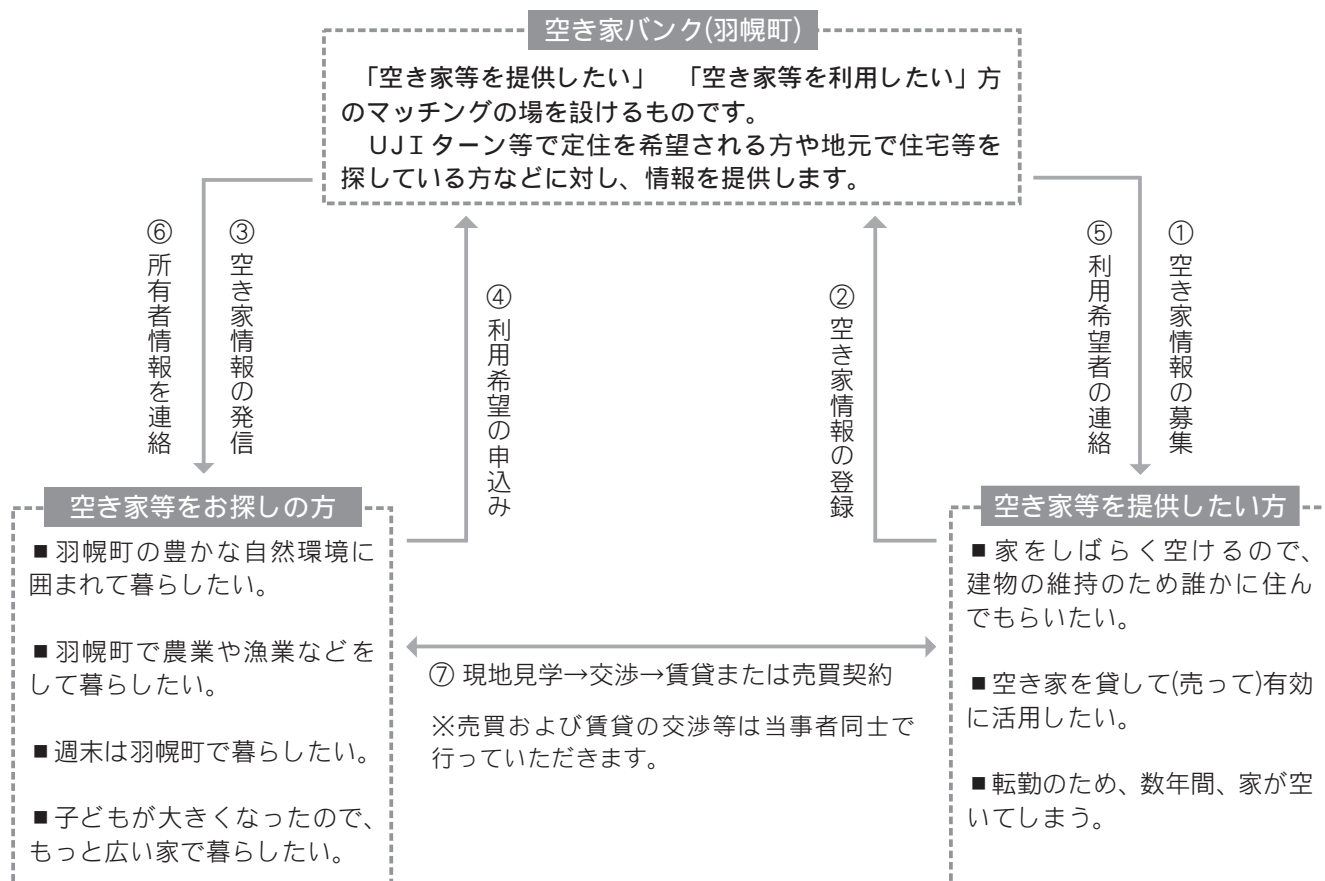 空き家バンク(羽幌町)
「空き家等を提供したい」　「空き家等を利用したい」方
のマッチングの場を設けるものです。
　ＵＪＩターン等で定住を希望される方や地元で住宅等を
探している方などに対し、情報を提供します。
⑥所有者情報を連絡
③空き家情報の発信
④利用希望の申込み
②空き家情報の登録
⑤利用希望者の連絡
①空き家情報の募集
空き家等をお探しの方
■羽幌町の豊かな自然環境に
囲まれて暮らしたい。
■羽幌町で農業や漁業などを
して暮らしたい。
■週末は羽幌町で暮らしたい。
■子どもが大きくなったので、
もっと広い家で暮らしたい。
⑦ 現地見学→交渉→賃貸または売買契約
※売買および賃貸の交渉等は当事者同士で
行っていただきます。
空き家等を提供したい方
■家をしばらく空けるので、
建物の維持のため誰かに住ん
でもらいたい。
■空き家を貸して(売って)有効
に活用したい。
■転勤のため、数年間、家が空
いてしまう。